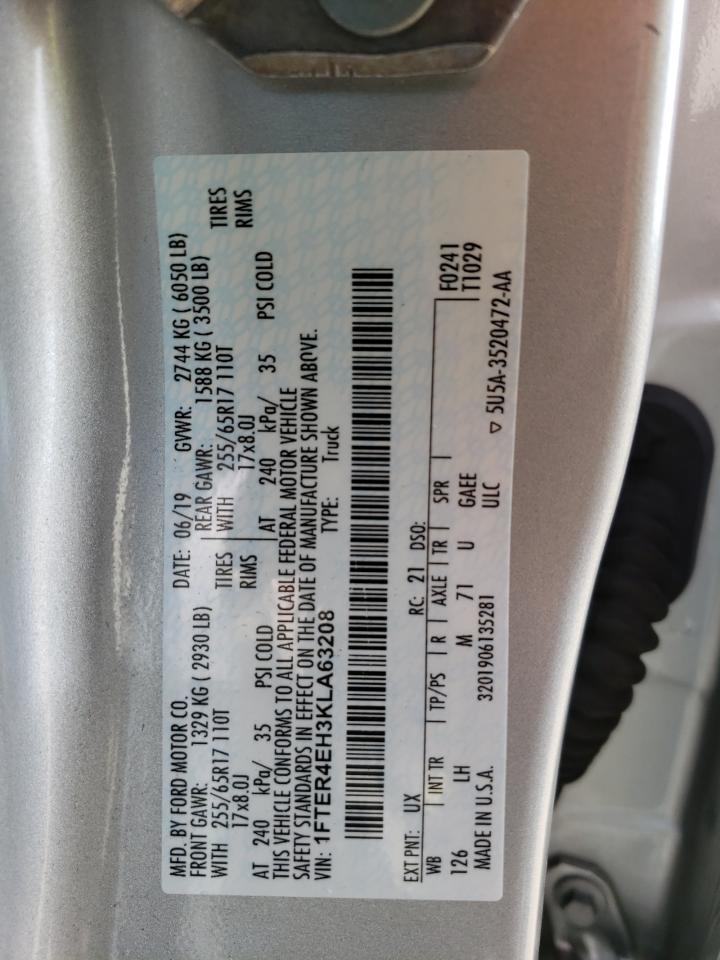 MFD. BY FORD MOTOR CO.
DATE: 06/19 GVWR: 2744 KG ( 6050 LB)
FRONT GAWR: 1329 KG ( 2930 LB) REAR GAWR: 1588 KG ( 3500 LB)
WITH 255/65R17 110T TIRES WITH 255/65R17 110T TIRES
17x8.0J RIMS 17x8.0J RIMS
AT 240 kPa/ 35 PSI COLD AT 240 kPa/ 35 PSI COLD
THIS VEHICLE CONFORMS TO ALL APPLICABLE FEDERAL MOTOR VEHICLE
SAFETY STANDARDS IN EFFECT ON THE DATE OF MANUFACTURE SHOWN ABOVE.
VIN: 1FTER4EH3KLA63208 TYPE: Truck
EXT PNT: UX RC: 21 DSO:
WB INT TR TP/PS R AXLE TR SPR F0241
126 LH M 71 U GAEE T1029
MADE IN U.S.A. 3201906135281 ULC
▽ 5U5A-3520472-AA